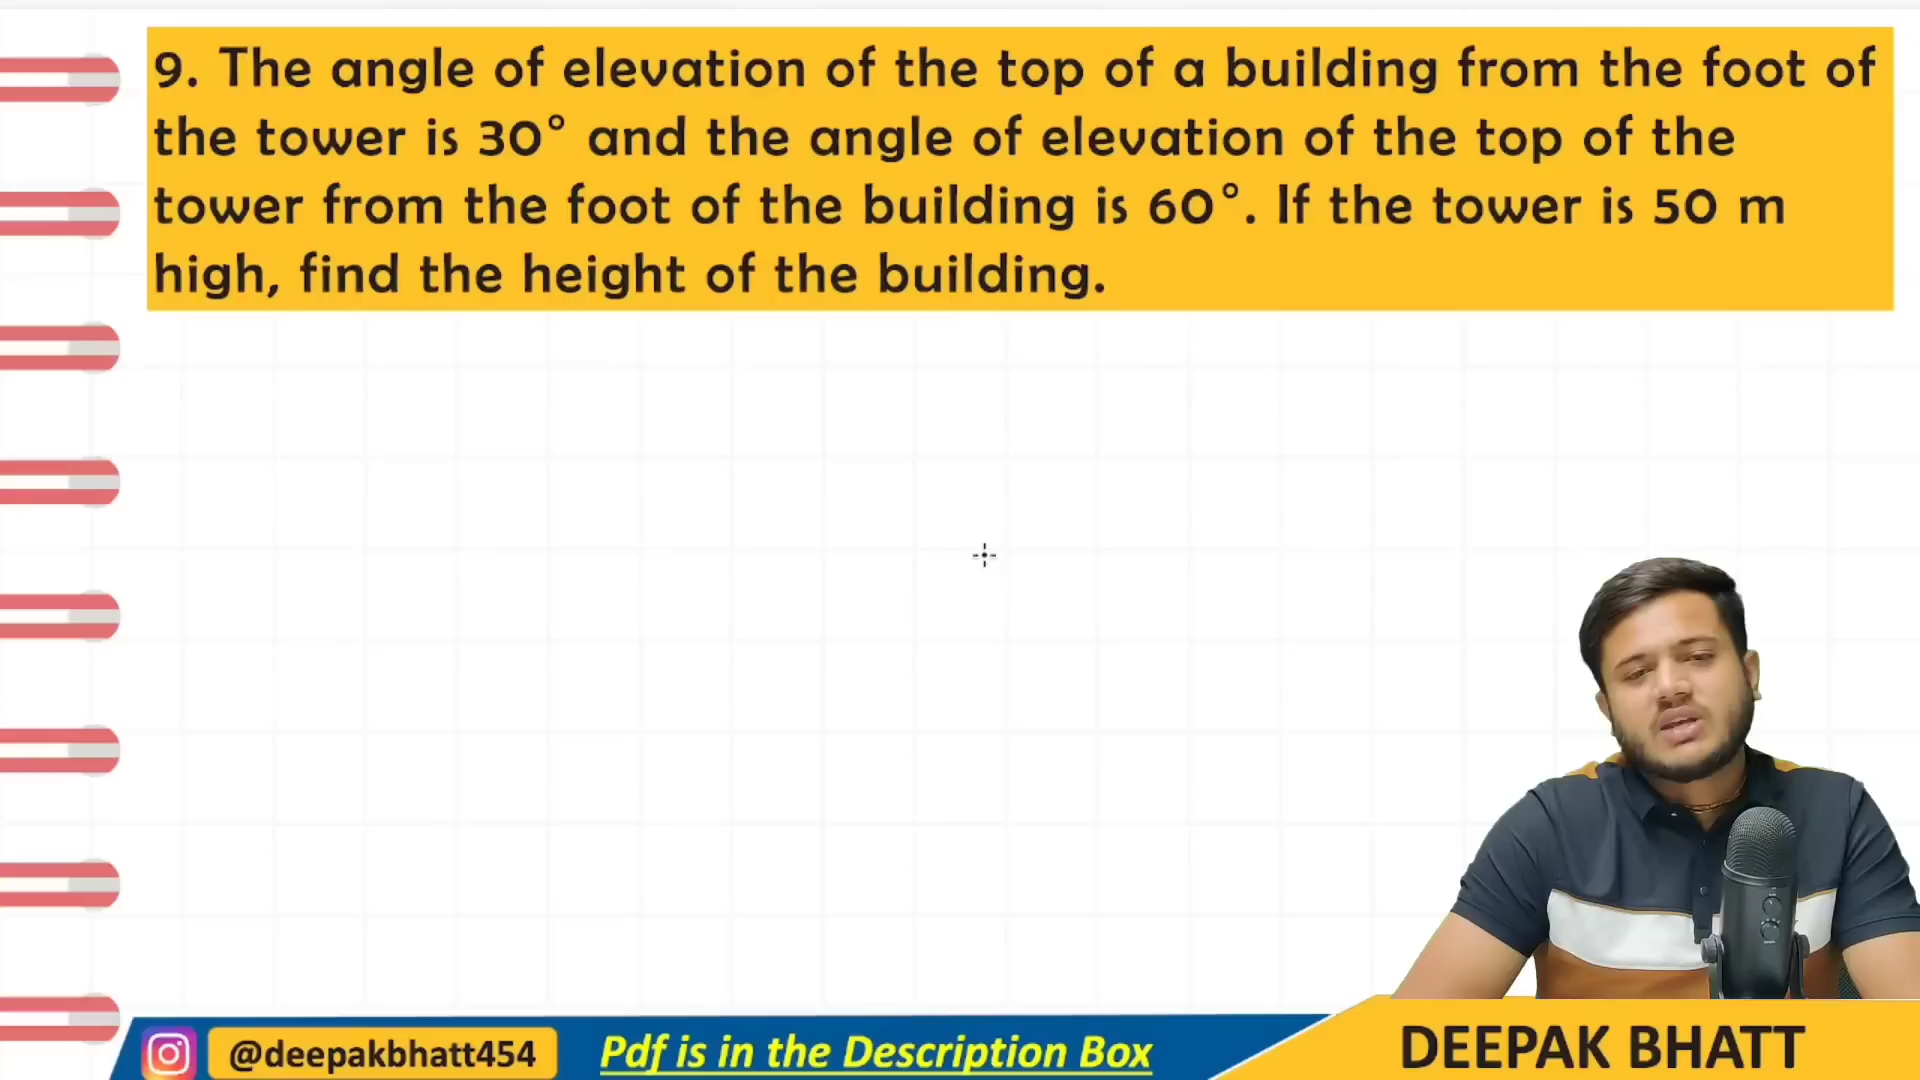 9. The angle of elevation of the top of a building from the foot of
the tower is 30° and the angle of elevation of the top of the
tower from the foot of the building is 60°. If the tower is 50 m
high, find the height of the building.
@deepakbhatt454
Pdf is in the Description Box
DEEPAK BHATT